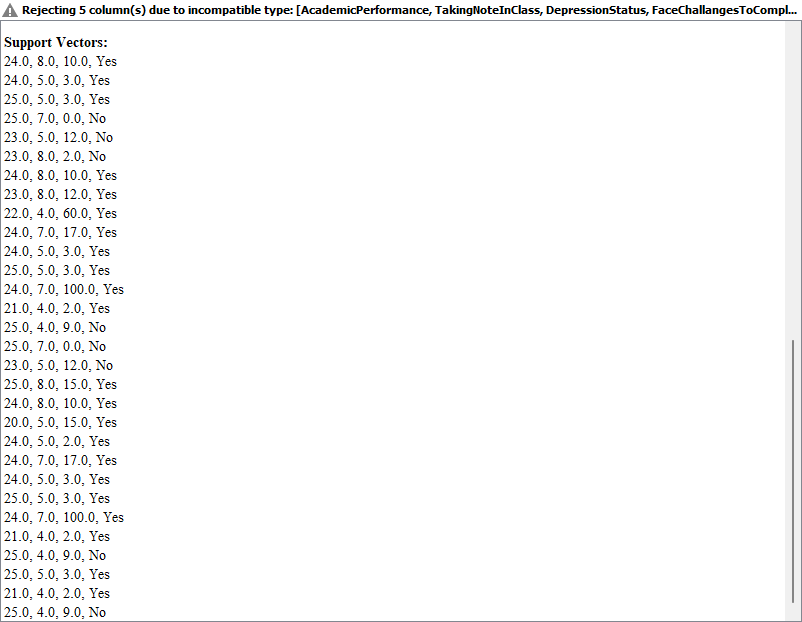 Rejecting 5 column(s) due to incompatible type: [AcademicPerformance, TakingNoteInClass, DepressionStatus, FaceChallangesToCompl...
Support Vectors:
24.0, 8.0, 10.0, Yes
24.0, 5.0, 3.0, Yes
25.0, 5.0, 3.0, Yes
25.0, 7.0, 0.0, No
23.0, 5.0, 12.0, No
23.0, 8.0, 2.0, No
24.0, 8.0, 10.0, Yes
23.0, 8.0, 12.0, Yes
22.0, 4.0, 60.0, Yes
24.0, 7.0, 17.0, Yes
24.0, 5.0, 3.0, Yes
25.0, 5.0, 3.0, Yes
24.0, 7.0, 100.0, Yes
21.0, 4.0, 2.0, Yes
25.0, 4.0, 9.0, No
25.0, 7.0, 0.0, No
23.0, 5.0, 12.0, No
25.0, 8.0, 15.0, Yes
24.0, 8.0, 10.0, Yes
20.0, 5.0, 15.0, Yes
24.0, 5.0, 2.0, Yes
24.0, 7.0, 17.0, Yes
24.0, 5.0, 3.0, Yes
25.0, 5.0, 3.0, Yes
24.0, 7.0, 100.0, Yes
21.0, 4.0, 2.0, Yes
25.0, 4.0, 9.0, No
25.0, 5.0, 3.0, Yes
21.0, 4.0, 2.0, Yes
25.0, 4.0, 9.0, No